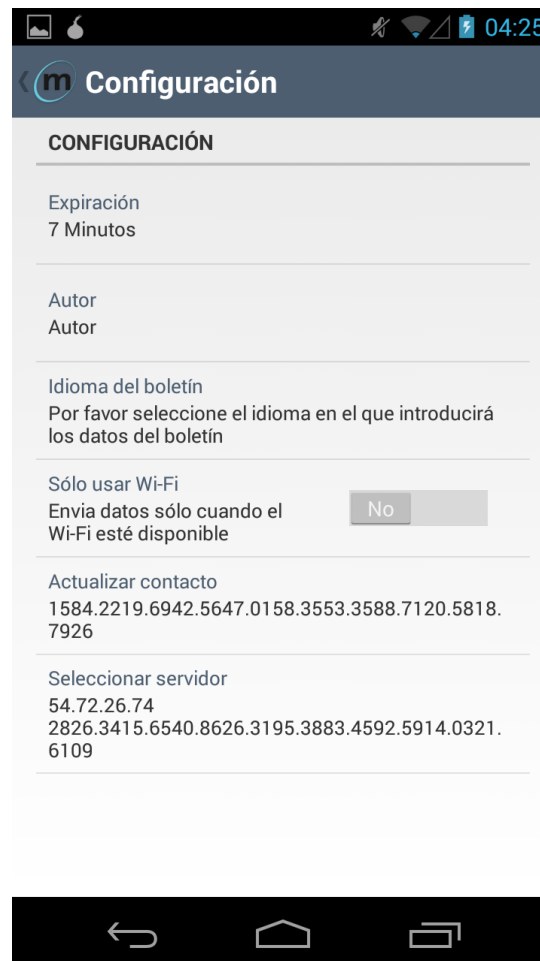 04:25
m Configuración
CONFIGURACIÓN
Expiración
7 Minutos
Autor
Autor
Idioma del boletín
Por favor seleccione el idioma en el que introducirá
los datos del boletín
Sólo usar Wi-Fi
Envia datos sólo cuando el
Wi-Fi esté disponible
No
Actualizar contacto
1584.2219.6942.5647.0158.3553.3588.7120.5818.
7926
Seleccionar servidor
54.72.26.74
2826.3415.6540.8626.3195.3883.4592.5914.0321.
6109